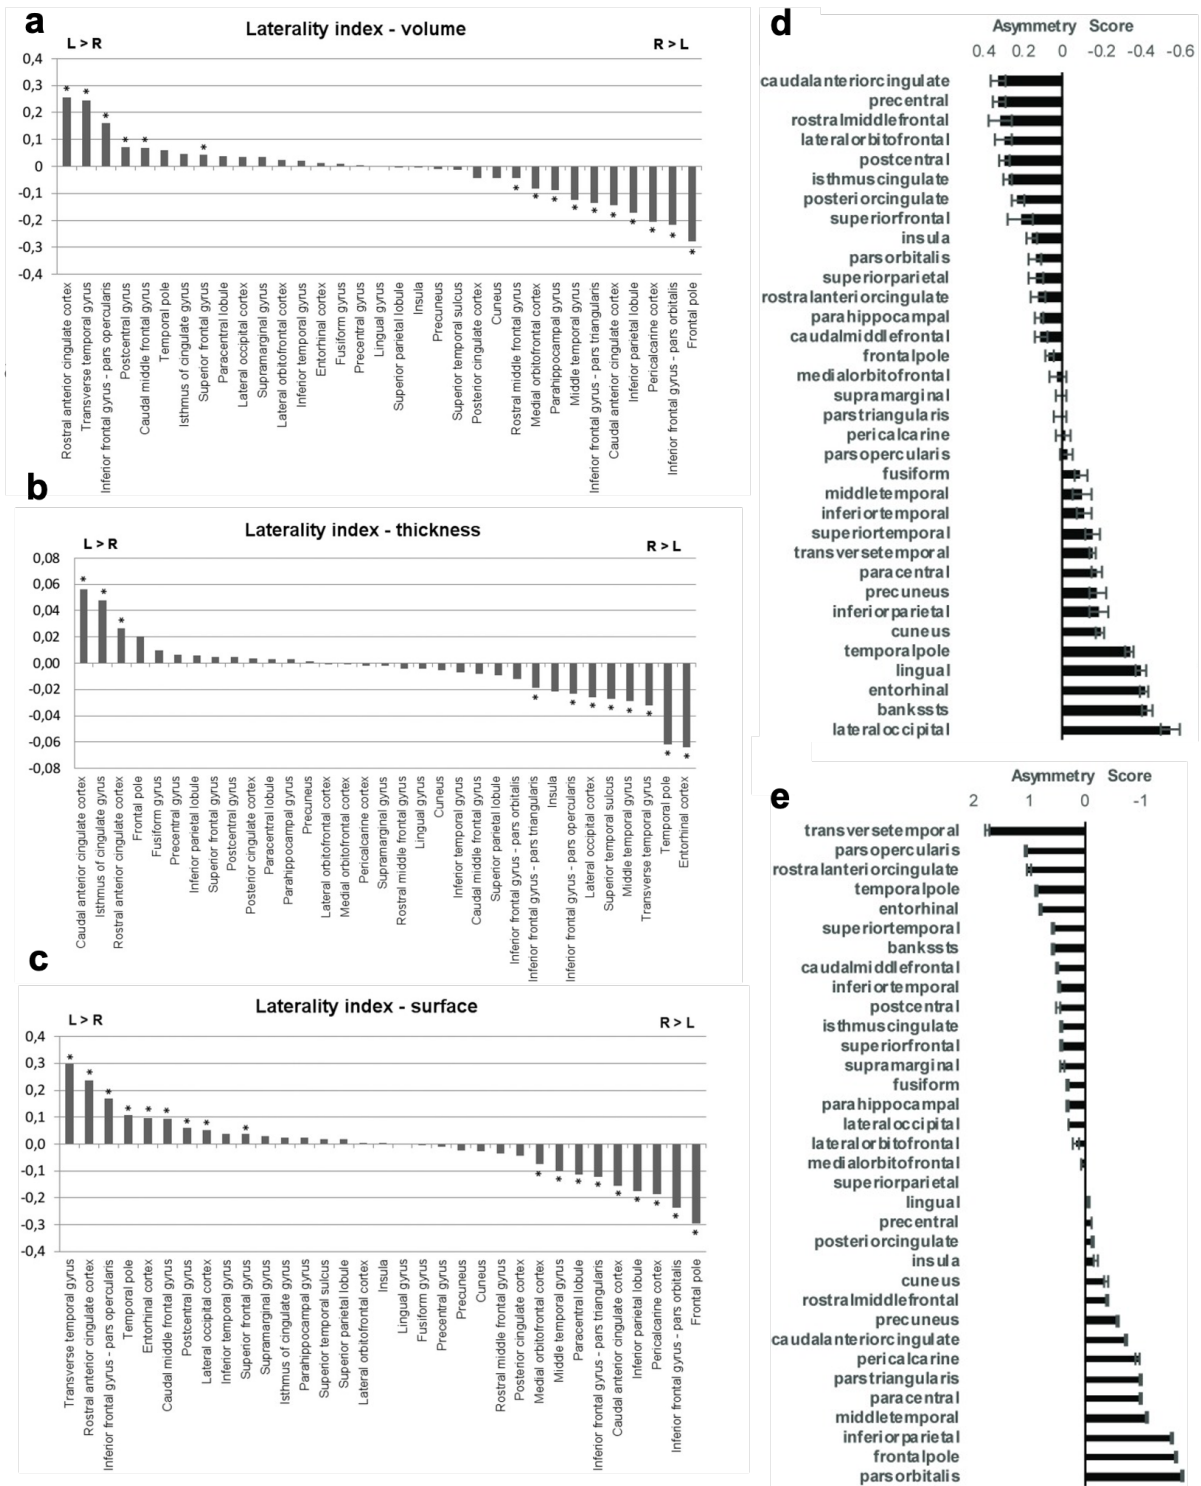 a
Laterality index - volume
L > R
R > L
0,4
0,3
0,2
0,1
0
-0,1
-0,2
-0,3
-0,4
Rostral anterior cingulate cortex
Transverse temporal gyrus
Inferior frontal gyrus - pars opercularis
Postcentral gyrus
Caudal middle frontal gyrus
Temporal pole
Isthmus of cingulate gyrus
Superior frontal gyrus
Paracentral lobule
Lateral occipital cortex
Supramarginal gyrus
Lateral orbitofrontal cortex
Inferior temporal gyrus
Entorhinal cortex
Fusiform gyrus
Precentral gyrus
Lingual gyrus
Superior parietal lobule
Insula
Precuneus
Superior temporal sulcus
Posterior cingulate cortex
Cuneus
Rostral middle frontal gyrus
Medial orbitofrontal cortex
Parahippocampal gyrus
Middle temporal gyrus
Inferior frontal gyrus - pars triangularis
Caudal anterior cingulate cortex
Inferior parietal lobule
Pericalcarine cortex
Inferior frontal gyrus - pars orbitalis
Frontal pole
b
Laterality index - thickness
L > R
R > L
0,08
0,06
0,04
0,02
0,00
-0,02
-0,04
-0,06
-0,08
Caudal anterior cingulate cortex
Isthmus of cingulate gyrus
Rostral anterior cingulate cortex
Frontal pole
Fusiform gyrus
Precentral gyrus
Inferior parietal lobule
Superior frontal gyrus
Postcentral gyrus
Posterior cingulate cortex
Paracentral lobule
Parahippocampal gyrus
Precuneus
Lateral orbitofrontal cortex
Medial orbitofrontal cortex
Pericalcarine cortex
Supramarginal gyrus
Rostral middle frontal gyrus
Lingual gyrus
Cuneus
Inferior temporal gyrus
Caudal middle frontal gyrus
Superior parietal lobule
Inferior frontal gyrus - pars orbitalis
Inferior frontal gyrus - pars triangularis
Insula
Inferior frontal gyrus - pars opercularis
Lateral occipital cortex
Superior temporal sulcus
Middle temporal gyrus
Transverse temporal gyrus
Temporal pole
Entorhinal cortex
c
Laterality index - surface
L > R
R > L
0,4
0,3
0,2
0,1
0,0
-0,1
-0,2
-0,3
-0,4
Transverse temporal gyrus
Rostral anterior cingulate cortex
Inferior frontal gyrus - pars opercularis
Temporal pole
Entorhinal cortex
Caudal middle frontal gyrus
Postcentral gyrus
Lateral occipital cortex
Inferior temporal gyrus
Superior frontal gyrus
Supramarginal gyrus
Isthmus of cingulate gyrus
Parahippocampal gyrus
Superior temporal sulcus
Superior parietal lobule
Lateral orbitofrontal cortex
Insula
Lingual gyrus
Fusiform gyrus
Precentral gyrus
Precuneus
Cuneus
Rostral middle frontal gyrus
Posterior cingulate cortex
Medial orbitofrontal cortex
Middle temporal gyrus
Paracentral lobule
Inferior frontal gyrus - pars triangularis
Caudal anterior cingulate cortex
Inferior parietal lobule
Pericalcarine cortex
Inferior frontal gyrus - pars orbitalis
Frontal pole
d
Asymmetry Score
0.4 0.2 0 -0.2 -0.4 -0.6
caudalanteriorcingulate
precentral
rostralmiddlefrontal
lateralorbitofrontal
postcentral
isthmuscingulate
posteriorcingulate
superiorfrontal
insula
parsorbitalis
superiorparietal
rostralanteriorcingulate
parahippocampal
caudalmiddlefrontal
frontalpole
medialorbitofrontal
supramarginal
parstriangularis
pericalcarine
parsopercularis
fusiform
middletemporal
inferiortemporal
superiortemporal
transversetemporal
paracentral
precuneus
inferiorparietal
cuneus
temporalpole
lingual
entorhinal
bankssts
lateraloccipital
e
Asymmetry Score
2 1 0 -1
transversetemporal
parsopercularis
rostralanteriorcingulate
temporalpole
entorhinal
superiortemporal
bankssts
caudalmiddlefrontal
inferiortemporal
postcentral
isthmuscingulate
superiorfrontal
supramarginal
fusiform
parahippocampal
lateraloccipital
lateralorbitofrontal
medialorbitofrontal
superiorparietal
lingual
precentral
posteriorcingulate
insula
cuneus
rostralmiddlefrontal
precuneus
caudalanteriorcingulate
pericalcarine
parstriangularis
paracentral
middletemporal
inferiorparietal
frontalpole
parsorbitalis